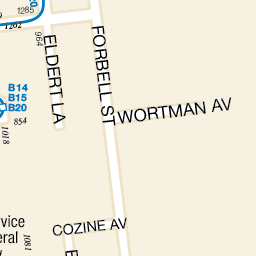 1285
1202
ELDERT LA
964
FORBELL ST
B14
B15
B20
854
1018
WORTMAN AV
COZINE AV
vice
eral
1081